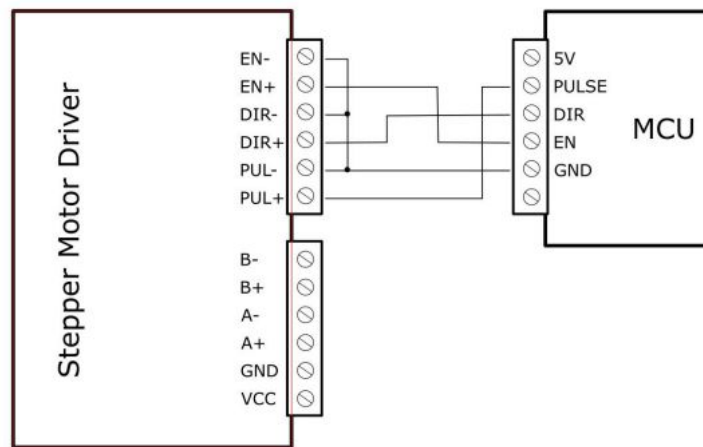 Stepper Motor Driver
EN-
EN+
DIR-
DIR+
PUL-
PUL+
B-
B+
A-
A+
GND
VCC
5V
PULSE
DIR
EN
GND
MCU